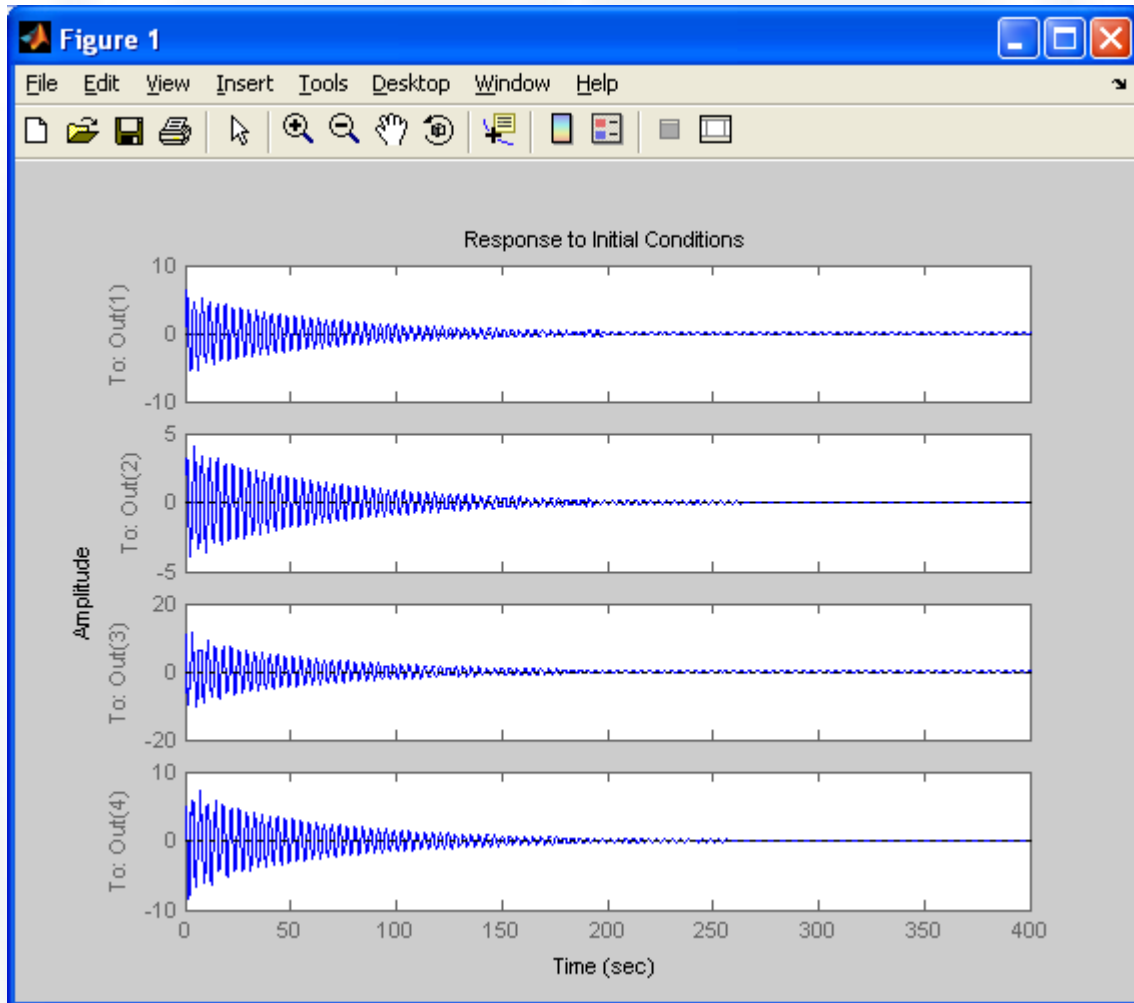 Figure 1
File Edit View Insert Tools Desktop Window Help
Response to Initial Conditions
Amplitude
To: Out(1)
10
0
-10
To: Out(2)
5
0
-5
To: Out(3)
20
0
-20
To: Out(4)
10
0
-10
0 50 100 150 200 250 300 350 400
Time (sec)